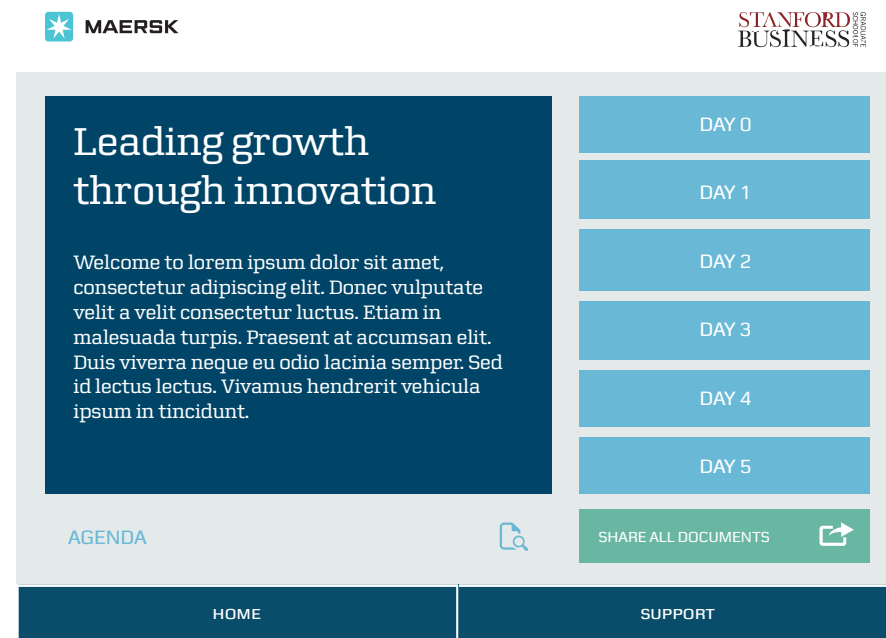 MAERSK
STANFORD
BUSINESS
GRADUATE
SCHOOL OF
Leading growth
through innovation
Welcome to lorem ipsum dolor sit amet,
consectetur adipiscing elit. Donec vulputate
velit a velit consectetur luctus. Etiam in
malesuada turpis. Praesent at accumsan elit.
Duis viverra neque eu odio lacinia semper. Sed
id lectus lectus. Vivamus hendrerit vehicula
ipsum in tincidunt.
DAY 0
DAY 1
DAY 2
DAY 3
DAY 4
DAY 5
AGENDA
SHARE ALL DOCUMENTS
HOME
SUPPORT